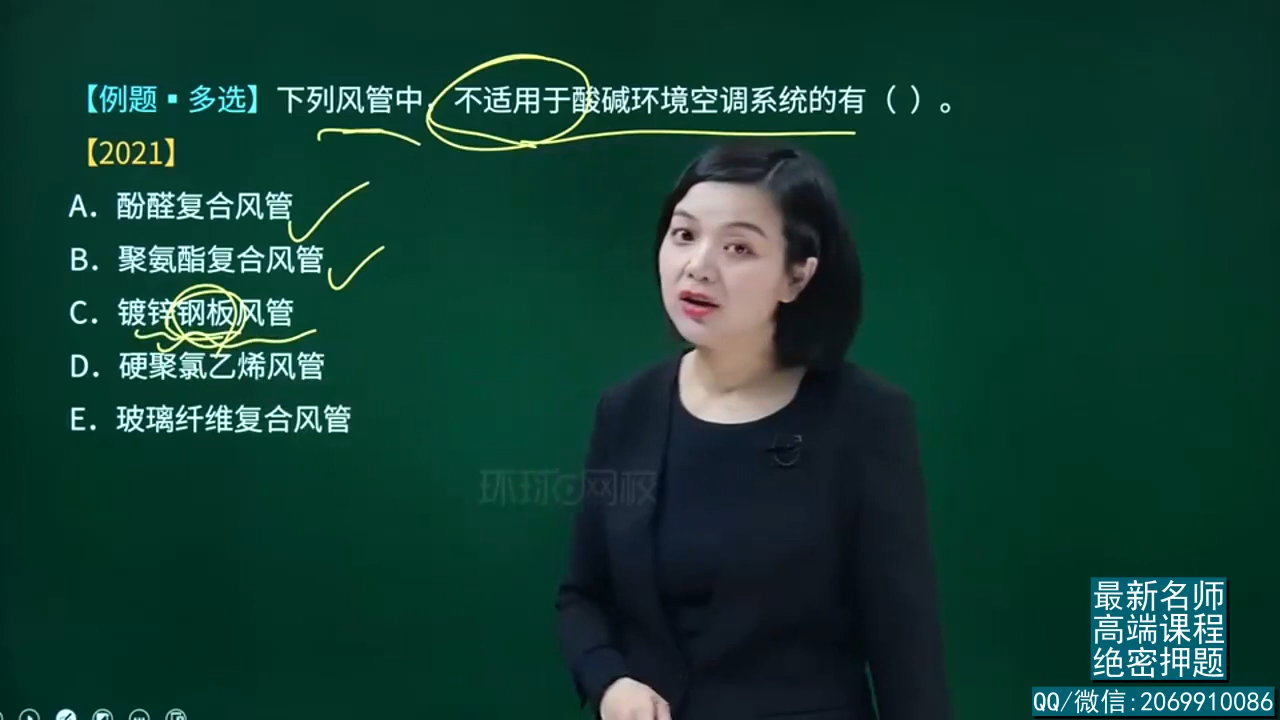 【例题▪多选】下列风管中，不适用于酸碱环境空调系统的有（ ）。
【2021】
A．酚醛复合风管
B．聚氨酯复合风管
C．镀锌钢板风管
D．硬聚氯乙烯风管
E．玻璃纤维复合风管
环球网校
最新名师
高端课程
绝密押题
QQ/微信:2069910086